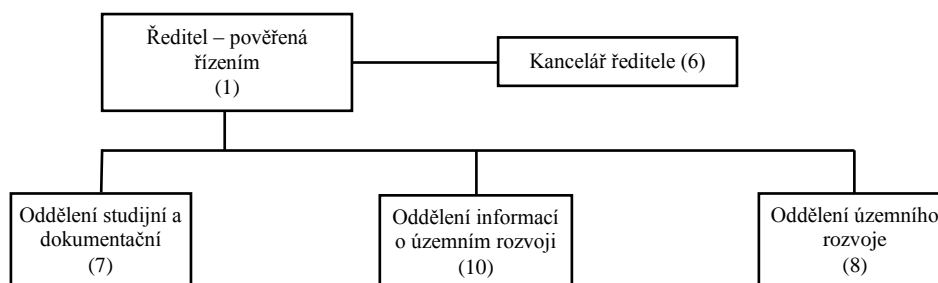 Ředitel – pověřená
řízením
(1)
Kancelář ředitele (6)
Oddělení studijní a
dokumentační
(7)
Oddělení informací
o územním rozvoji
(10)
Oddělení územního
rozvoje
(8)